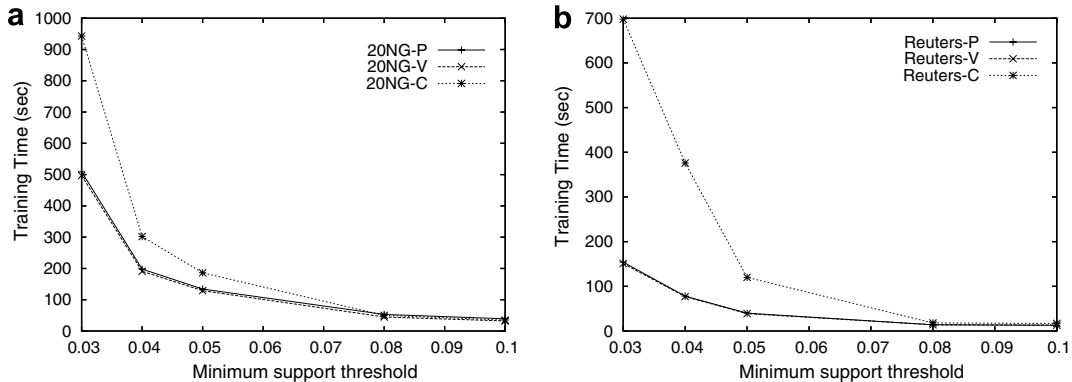 a
1000
900
800
700
600
500
400
300
200
100
0
Training Time (sec)
20NG-P
20NG-V
20NG-C
0.03 0.04 0.05 0.06 0.07 0.08 0.09 0.1
Minimum support threshold
b
700
600
500
400
300
200
100
0
Training Time (sec)
Reuters-P
Reuters-V
Reuters-C
0.03 0.04 0.05 0.06 0.07 0.08 0.09 0.1
Minimum support threshold